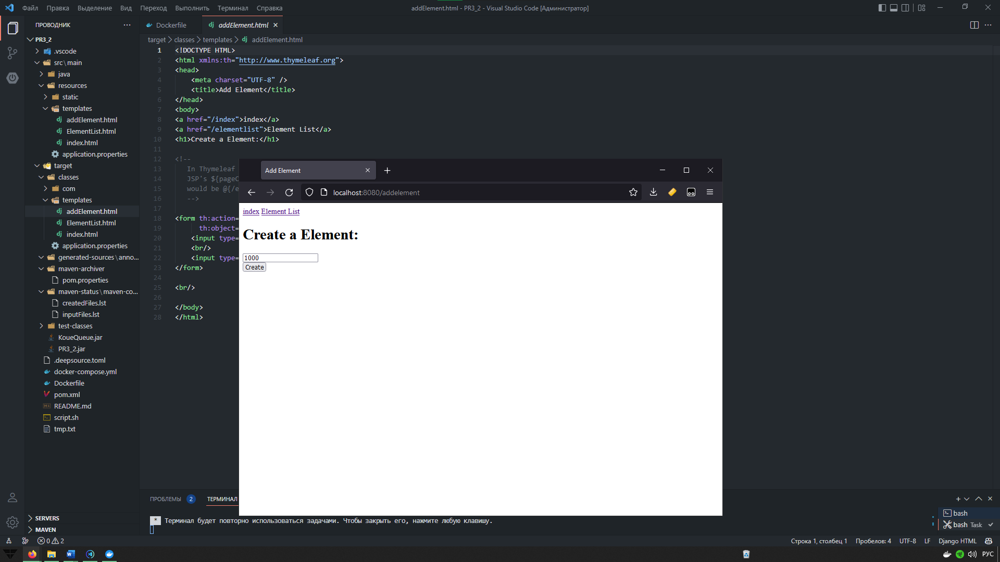 Файл Правка Выделение Вид Переход Выполнить Терминал Справка
addElement.html - PR3_2 - Visual Studio Code [Администратор]
ПРОВОДНИК
PR3_2
.vscode
src\main
java
resources
static
templates
addElement.html
ElementList.html
index.html
application.properties
target
classes
com
templates
addElement.html
ElementList.html
index.html
application.properties
generated-sources\anno...
maven-archiver
pom.properties
maven-status\maven-co...
createdFiles.lst
inputFiles.lst
test-classes
KoueQueue.jar
PR3_2.jar
.deepsource.toml
docker-compose.yml
Dockerfile
pom.xml
README.md
script.sh
tmp.txt
SERVERS
MAVEN
Dockerfile addElement.html
target > classes > templates > addElement.html
1 <!DOCTYPE HTML>
2 <html xmlns:th="http://www.thymeleaf.org">
3 <head>
4 <meta charset="UTF-8" />
5 <title>Add Element</title>
6 </head>
7 <body>
8 <a href="/index">index</a>
9 <a href="/elementlist">Element List</a>
10 <h1>Create a Element:</h1>
11
12 <!--
13 In Thymeleaf
14 JSP's ${pageC
15 would be @{/e
16 -->
17
18 <form th:action=
19 th:object=
20 <input type=
21 <br/>
22 <input type=
23 </form>
24
25 <br/>
26
27 </body>
28 </html>
Add Element
localhost:8080/addelement
index Element List
Create a Element:
1000
Create
ПРОБЛЕМЫ 2 ТЕРМИНАЛ
* Терминал будет повторно использоваться задачами. Чтобы закрыть его, нажмите любую клавишу.
bash
bash Task
0 2
Строка 1, столбец 1 Пробелов: 4 UTF-8 LF Django HTML
РУС